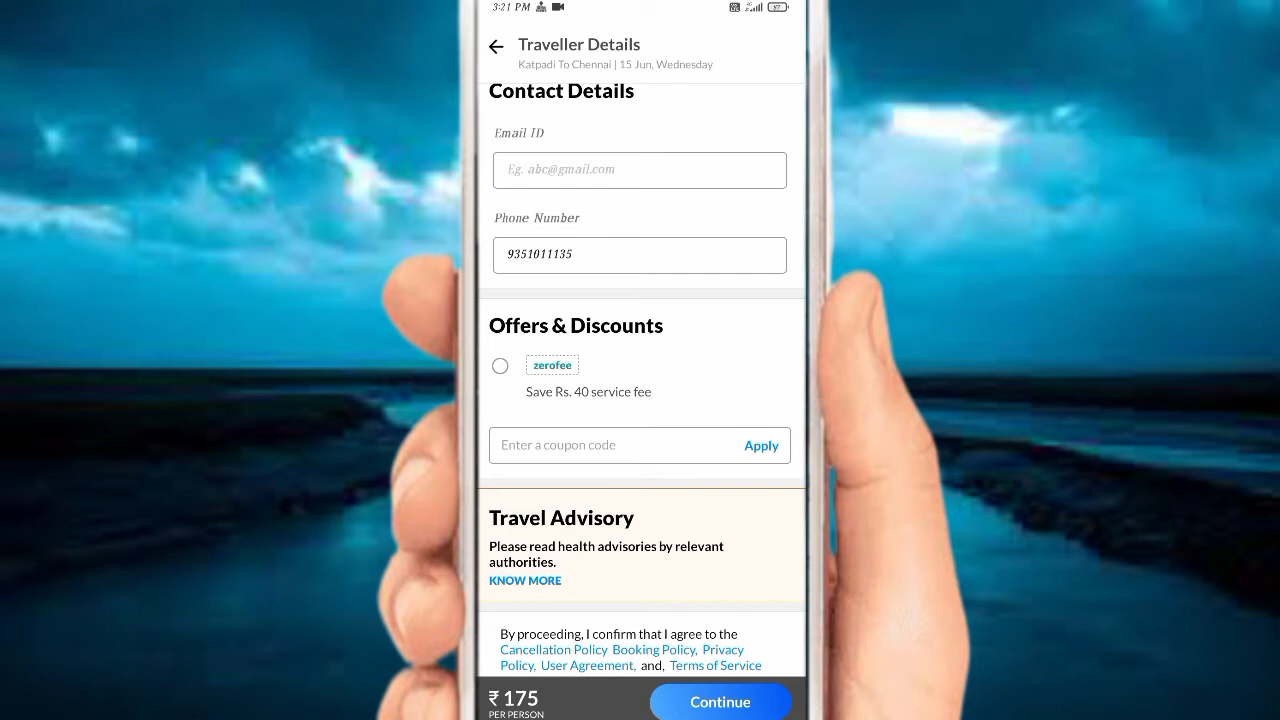 3:21 PM
87
Traveller Details
Katpadi To Chennai | 15 Jun, Wednesday
Contact Details
Email ID
Eg. abc@gmail.com
Phone Number
9351011135
Offers & Discounts
zerofee
Save Rs. 40 service fee
Enter a coupon code Apply
Travel Advisory
Please read health advisories by relevant
authorities.
KNOW MORE
By proceeding, I confirm that I agree to the
Cancellation Policy Booking Policy, Privacy
Policy, User Agreement, and, Terms of Service
₹ 175
PER PERSON
Continue